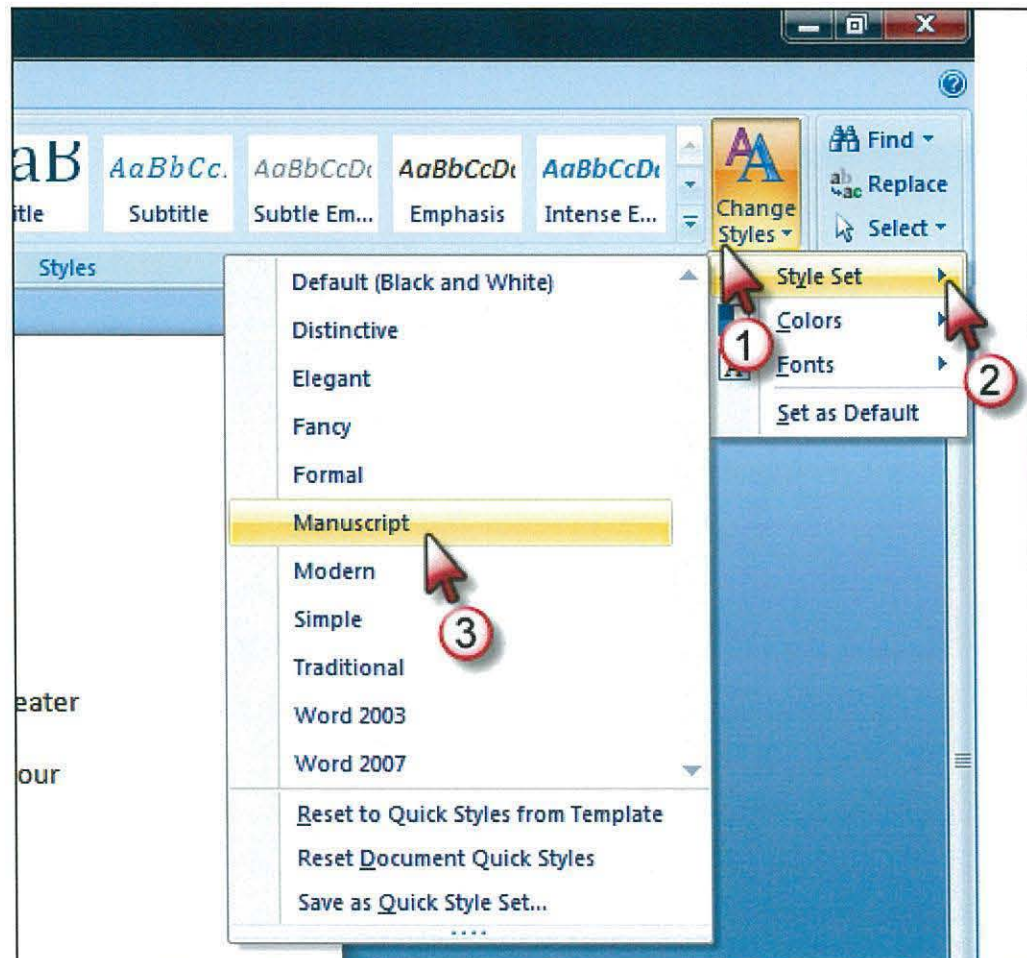 X
?
aB
AaBbCc.
AaBbCcDc
AaBbCcDc
AaBbCcDc
itle
Subtitle
Subtle Em...
Emphasis
Intense E...
AA
Change
Styles
Find
ab
ac Replace
Select
Styles
Style Set
Colors
A Fonts
Set as Default
1
2
Default (Black and White)
Distinctive
Elegant
Fancy
Formal
Manuscript
Modern
Simple
3
Traditional
Word 2003
Word 2007
Reset to Quick Styles from Template
Reset Document Quick Styles
Save as Quick Style Set...
eater
our